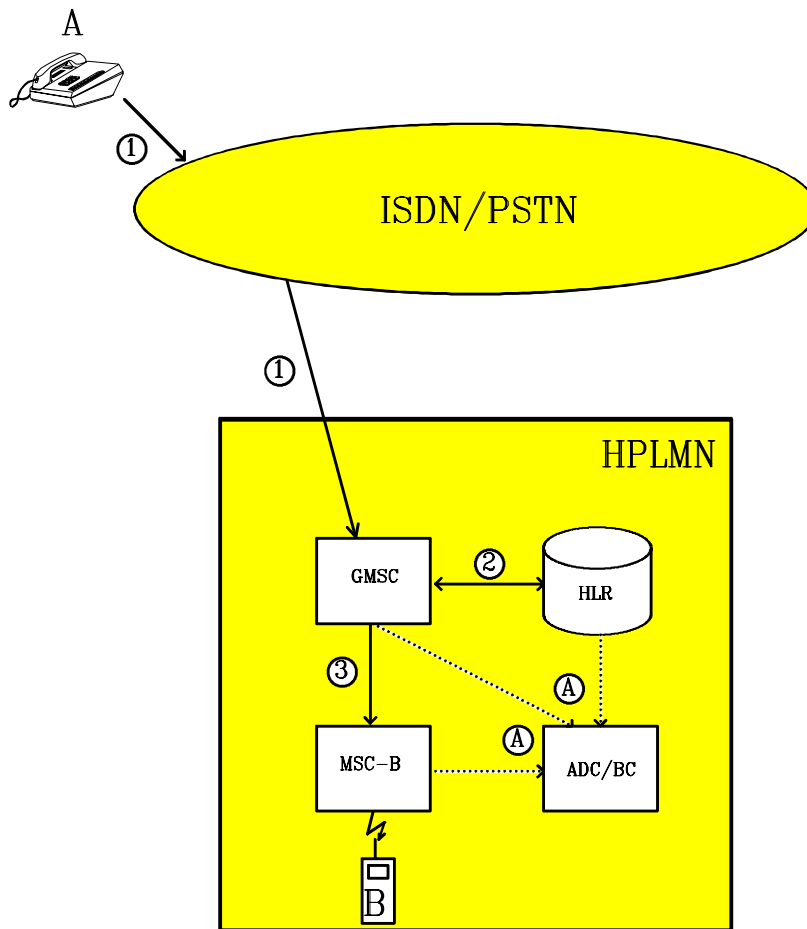 A
①
ISDN/PSTN
①
HPLMN
GMSC
②
HLR
③
Ⓐ
Ⓐ
MSC-B
ADC/BC
B